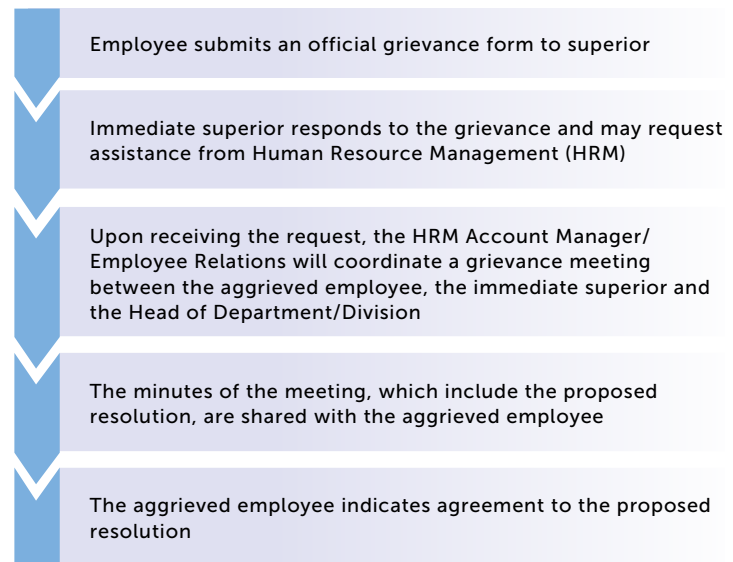 Employee submits an official grievance form to superior
Immediate superior responds to the grievance and may request
assistance from Human Resource Management (HRM)
Upon receiving the request, the HRM Account Manager/
Employee Relations will coordinate a grievance meeting
between the aggrieved employee, the immediate superior and
the Head of Department/Division
The minutes of the meeting, which include the proposed
resolution, are shared with the aggrieved employee
The aggrieved employee indicates agreement to the proposed
resolution